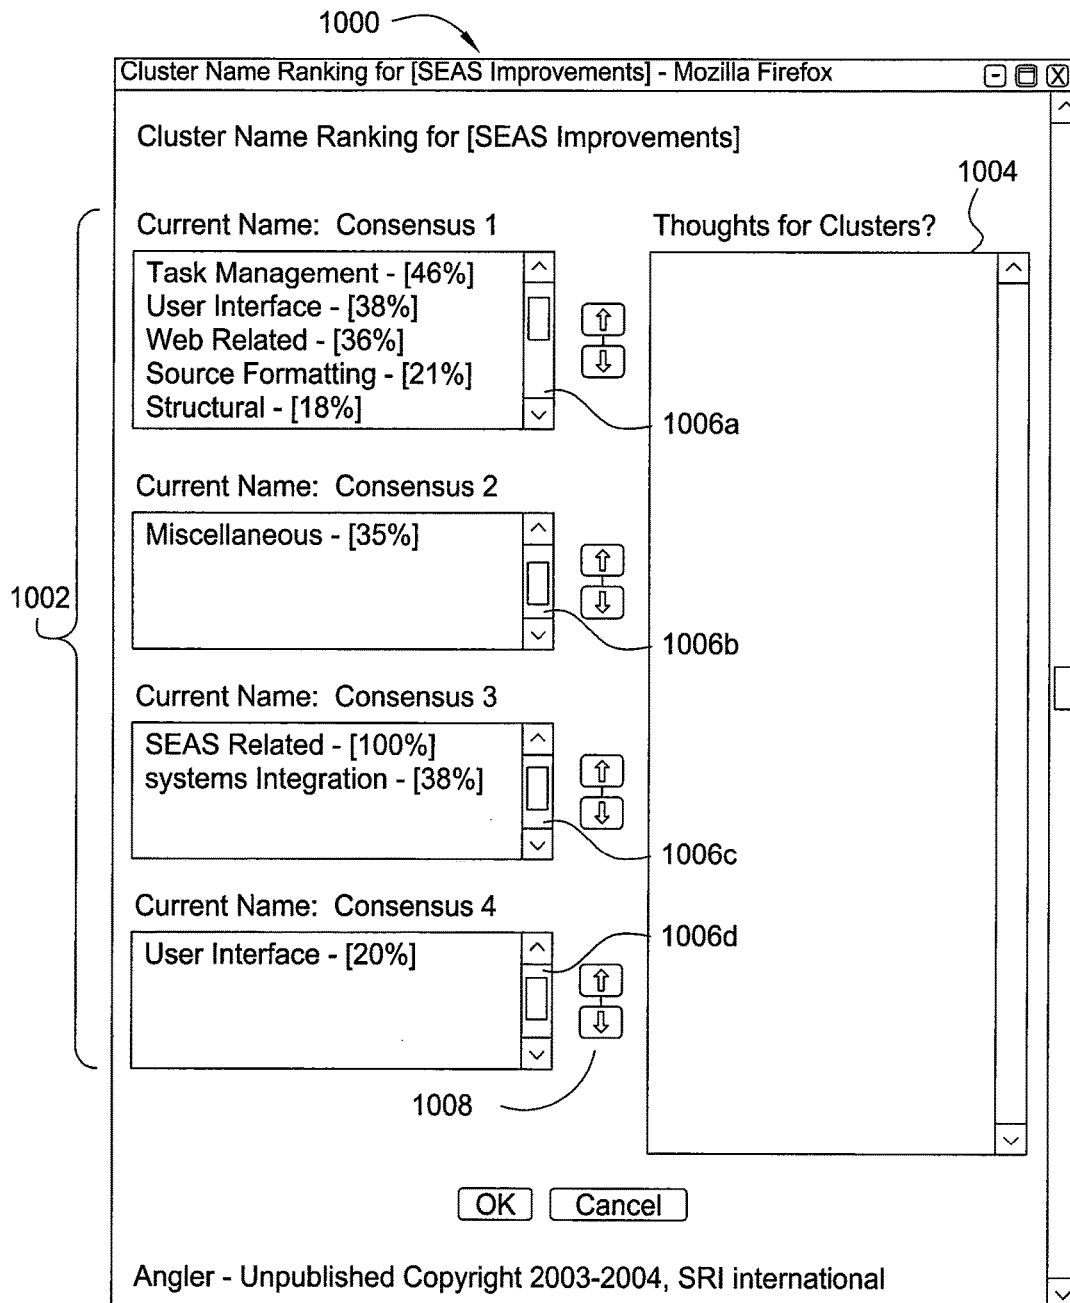 1000
Cluster Name Ranking for [SEAS Improvements] - Mozilla Firefox
Cluster Name Ranking for [SEAS Improvements]
1004
Current Name: Consensus 1
Thoughts for Clusters?
Task Management - [46%]
User Interface - [38%]
Web Related - [36%]
Source Formatting - [21%]
Structural - [18%]
1006a
Current Name: Consensus 2
Miscellaneous - [35%]
1002
1006b
Current Name: Consensus 3
SEAS Related - [100%]
systems Integration - [38%]
1006c
Current Name: Consensus 4
1006d
User Interface - [20%]
1008
OK Cancel
Angler - Unpublished Copyright 2003-2004, SRI international